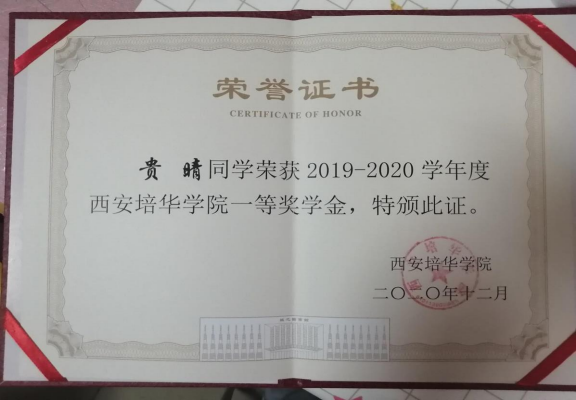 荣誉证书
CERTIFICATE OF HONOR
贵 晴同学荣获 2019-2020 学年度
西安培华学院一等奖学金，特颁此证。
西安培华学院
二〇二〇年十二月